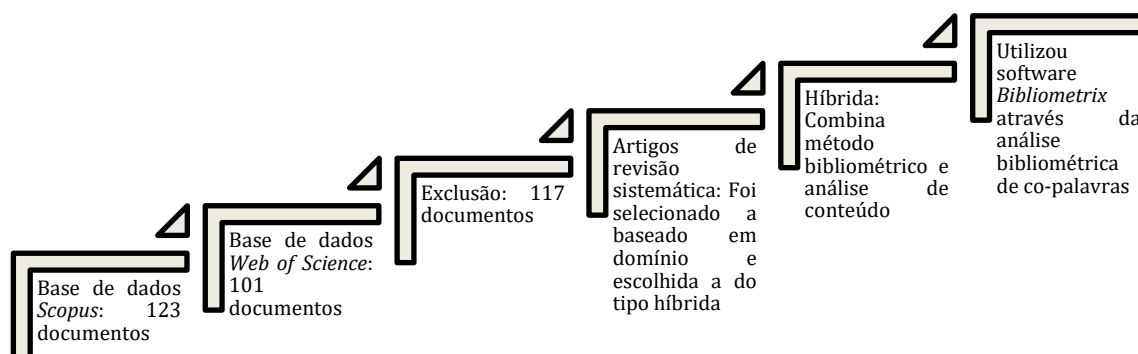 Base de dados
Scopus: 123
documentos
Base de dados
Web of Science:
101
documentos
Exclusão: 117
documentos
Artigos de
revisão
sistemática: Foi
selecionado a
baseado em
domínio e
escolhida a do
tipo híbrida
Híbrida:
Combina
método
bibliométrico e
análise de
conteúdo
Utilizou
software
Bibliometrix
através da
análise
bibliométrica
de co-palavras